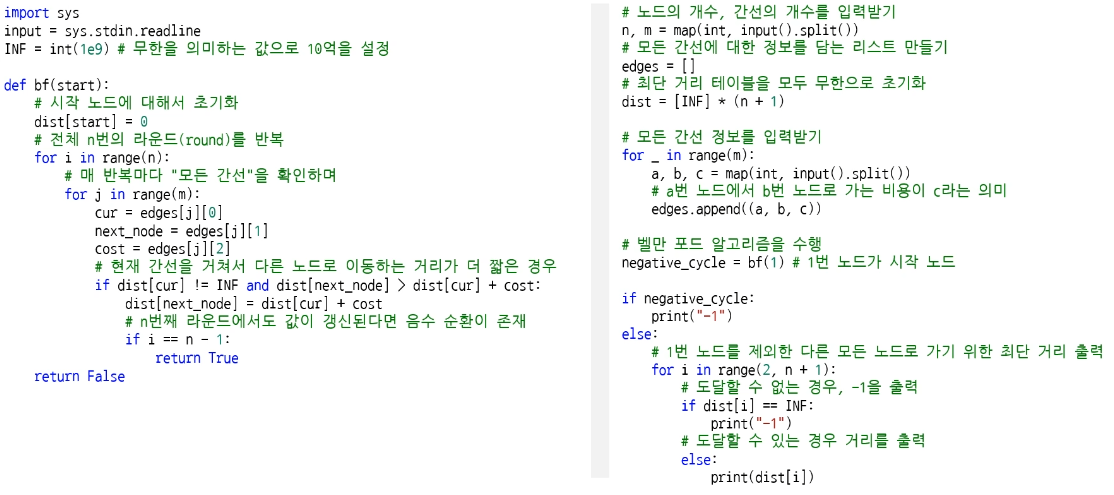 import sys
input = sys.stdin.readline
INF = int(1e9) # 무한을 의미하는 값으로 10억을 설정

def bf(start):
    # 시작 노드에 대해서 초기화
    dist[start] = 0
    # 전체 n번의 라운드(round)를 반복
    for i in range(n):
        # 매 반복마다 "모든 간선"을 확인하며
        for j in range(m):
            cur = edges[j][0]
            next_node = edges[j][1]
            cost = edges[j][2]
            # 현재 간선을 거쳐서 다른 노드로 이동하는 거리가 더 짧은 경우
            if dist[cur] != INF and dist[next_node] > dist[cur] + cost:
                dist[next_node] = dist[cur] + cost
                # n번째 라운드에서도 값이 갱신된다면 음수 순환이 존재
                if i == n - 1:
                    return True
    return False

# 노드의 개수, 간선의 개수를 입력받기
n, m = map(int, input().split())
# 모든 간선에 대한 정보를 담는 리스트 만들기
edges = []
# 최단 거리 테이블을 모두 무한으로 초기화
dist = [INF] * (n + 1)

# 모든 간선 정보를 입력받기
for _ in range(m):
    a, b, c = map(int, input().split())
    # a번 노드에서 b번 노드로 가는 비용이 c라는 의미
    edges.append((a, b, c))

# 벨만 포드 알고리즘을 수행
negative_cycle = bf(1) # 1번 노드가 시작 노드

if negative_cycle:
    print("-1")
else:
    # 1번 노드를 제외한 다른 모든 노드로 가기 위한 최단 거리 출력
    for i in range(2, n + 1):
        # 도달할 수 없는 경우, -1을 출력
        if dist[i] == INF:
            print("-1")
        # 도달할 수 있는 경우 거리를 출력
        else:
            print(dist[i])